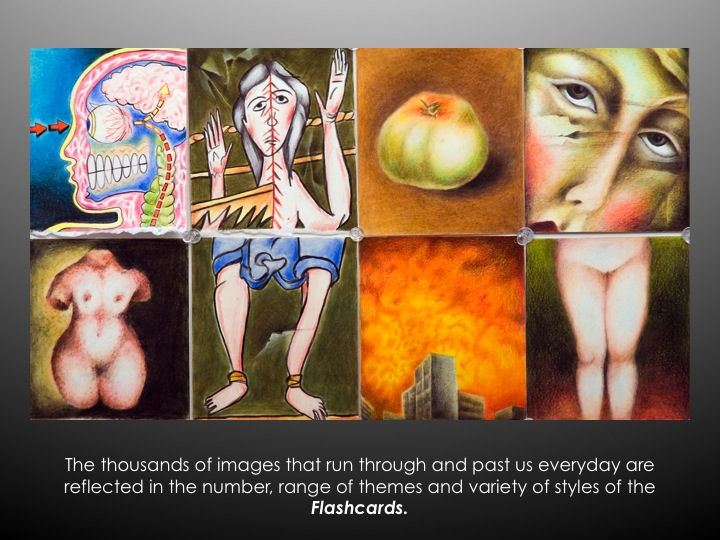 The thousands of images that run through and past us everyday are
reflected in the number, range of themes and variety of styles of the
Flashcards.